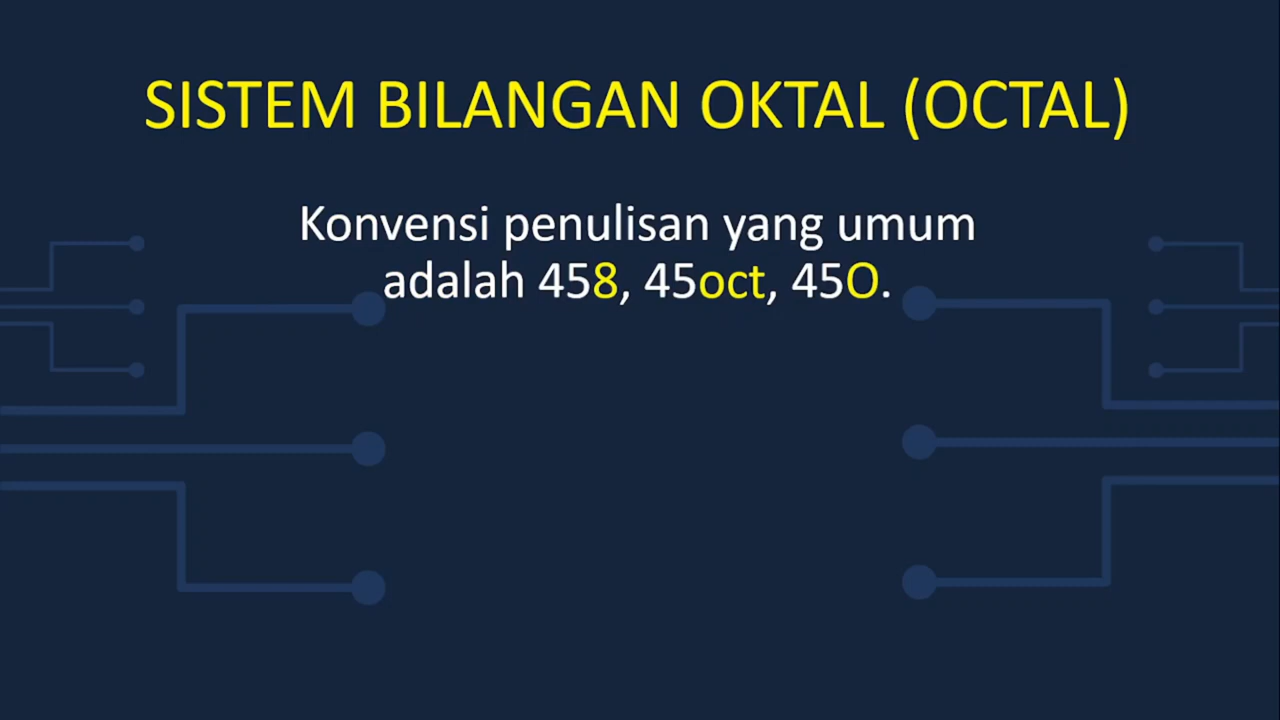 SISTEM BILANGAN OKTAL (OCTAL)
Konvensi penulisan yang umum
adalah 458, 45oct, 45O.